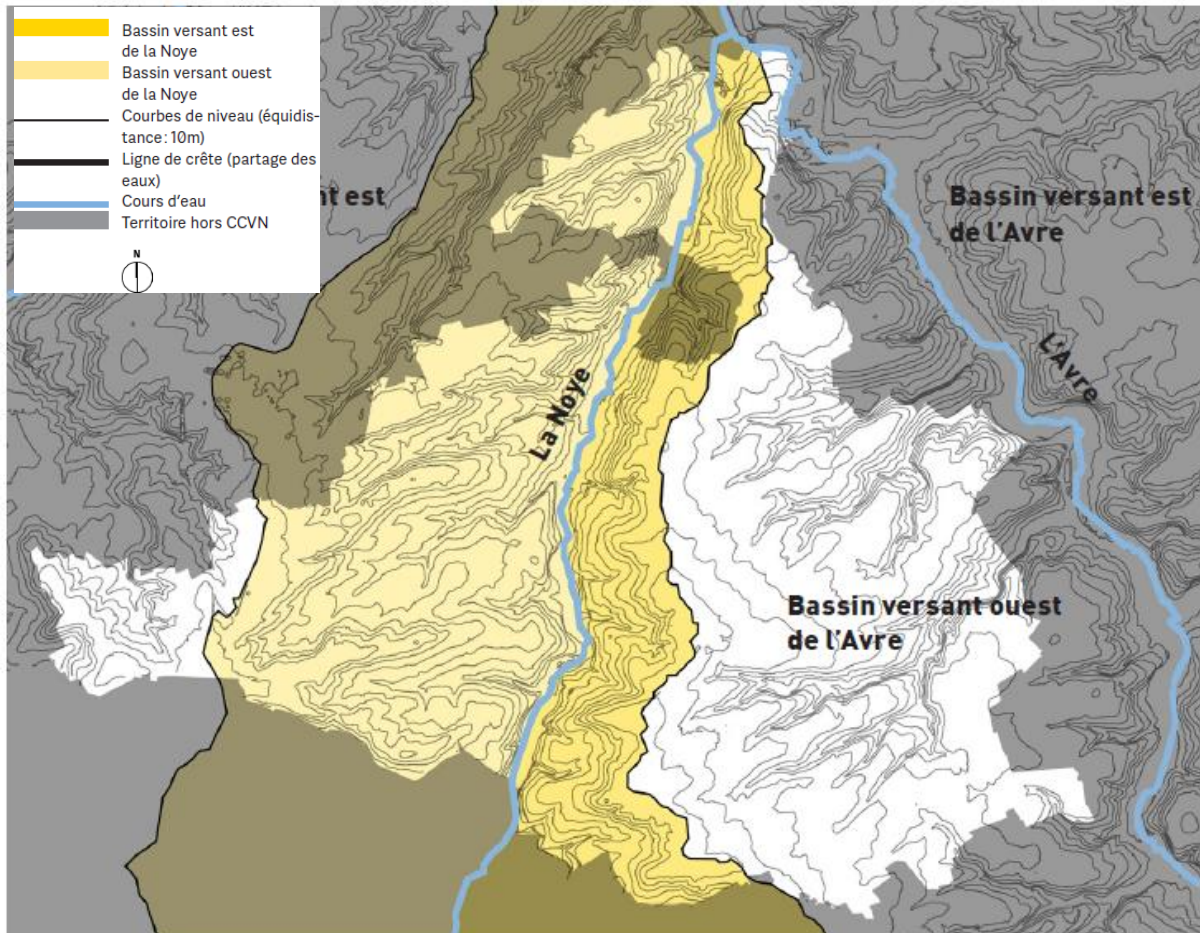 Bassin versant est
de la Noye
Bassin versant ouest
de la Noye
Courbes de niveau (équidis-
tance: 10m)
Ligne de crête (partage des
eaux)
Cours d'eau
Territoire hors CCVN
N
nt est
Bassin versant est
de l'Avre
L'Avre
La Noye
Bassin versant ouest
de l'Avre